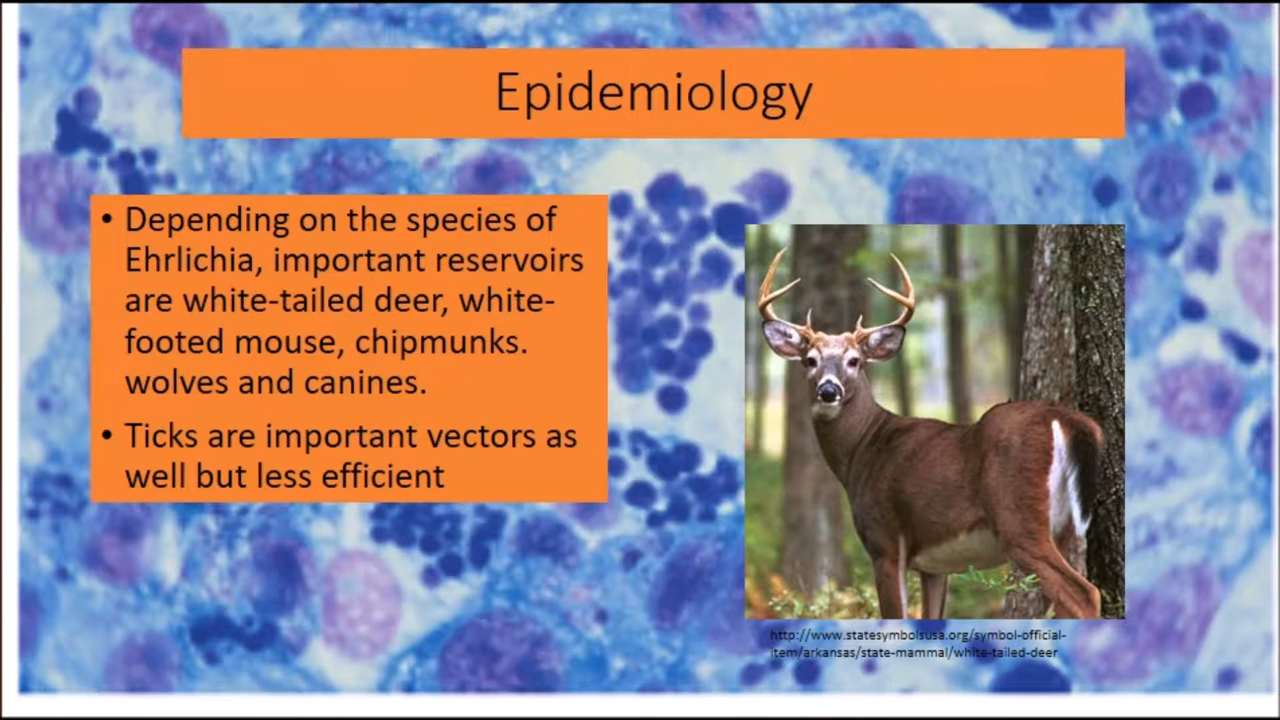 Epidemiology
• Depending on the species of
Ehrlichia, important reservoirs
are white-tailed deer, white-
footed mouse, chipmunks.
wolves and canines.
• Ticks are important vectors as
well but less efficient
http://www.statesymbolsusa.org/symbol-official-
item/arkansas/state-mammal/white-tailed-deer